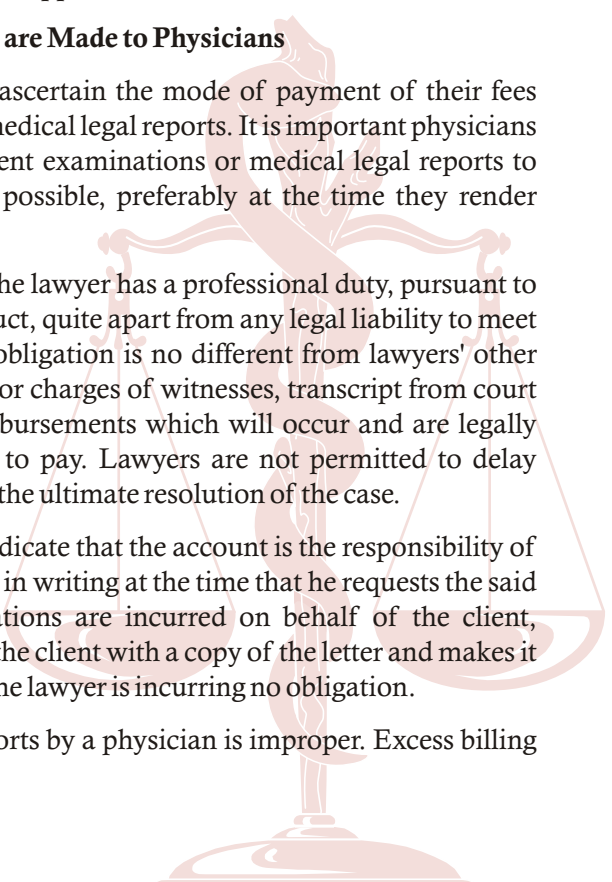 are Made to Physicians
ascertain the mode of payment of their fees
medical legal reports. It is important physicians
ent examinations or medical legal reports to
possible, preferably at the time they render
he lawyer has a professional duty, pursuant to
uct, quite apart from any legal liability to meet
obligation is no different from lawyers' other
or charges of witnesses, transcript from court
bursements which will occur and are legally
to pay. Lawyers are not permitted to delay
the ultimate resolution of the case.
dicate that the account is the responsibility of
in writing at the time that he requests the said
ations are incurred on behalf of the client,
the client with a copy of the letter and makes it
he lawyer is incurring no obligation.
orts by a physician is improper. Excess billing